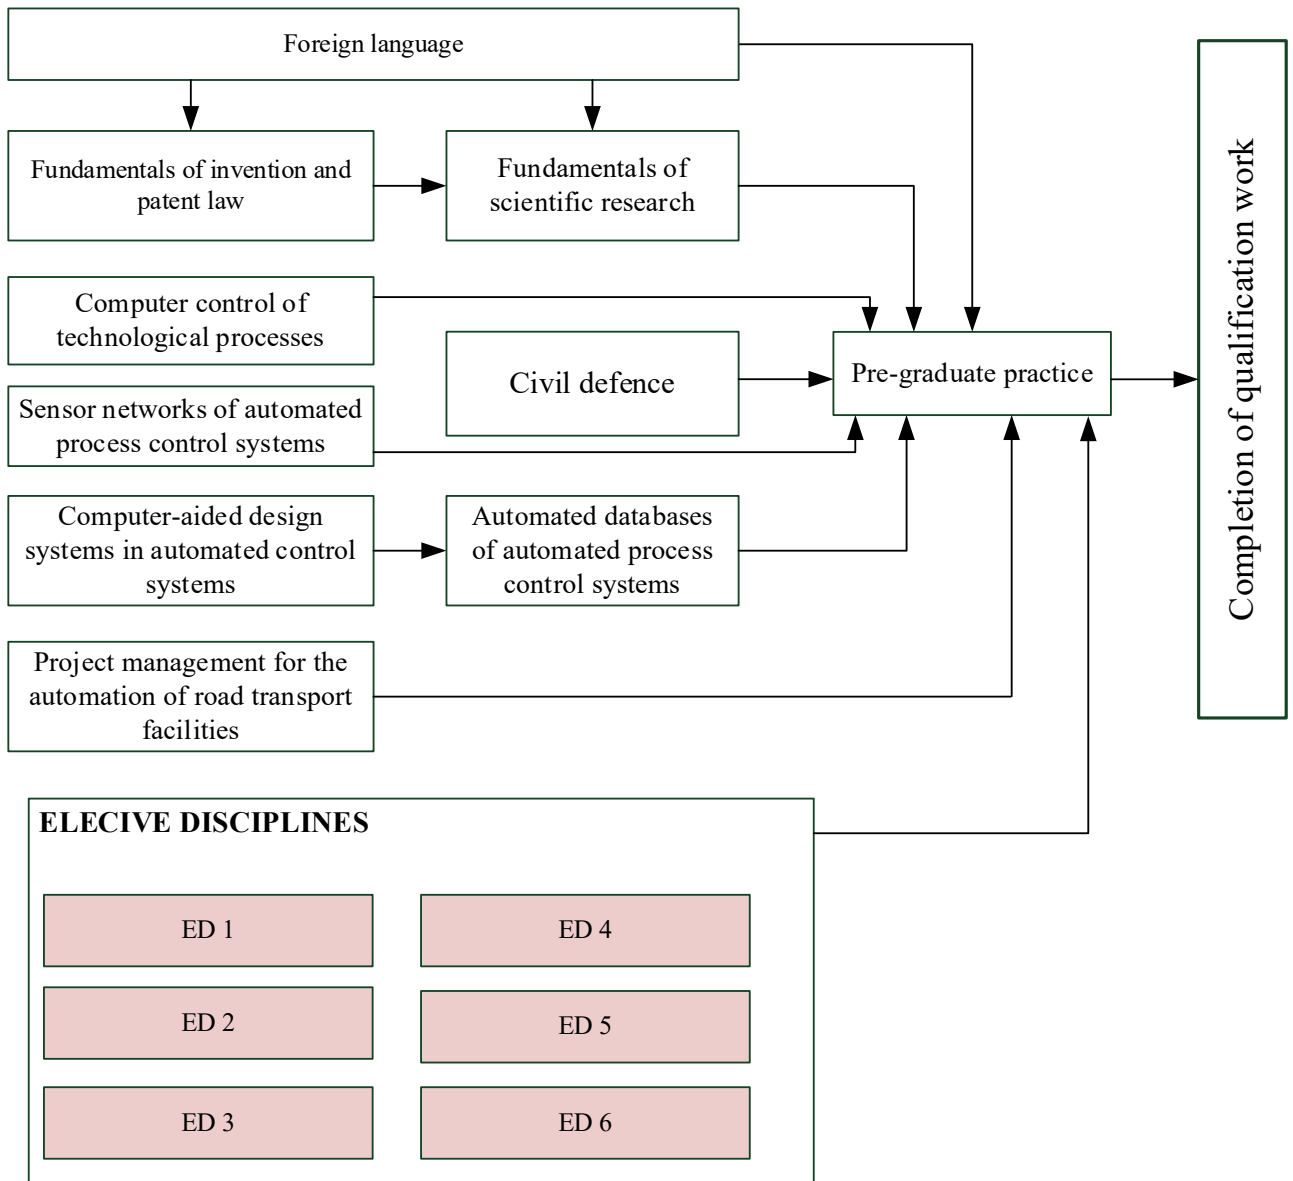 Foreign language
Fundamentals of invention and
patent law
Fundamentals of
scientific research
Computer control of
technological processes
Civil defence
Pre-graduate practice
Completion of qualification work
Sensor networks of automated
process control systems
Computer-aided design
systems in automated control
systems
Automated databases
of automated process
control systems
Project management for the
automation of road transport
facilities
ELECIVE DISCIPLINES
ED 1
ED 4
ED 2
ED 5
ED 3
ED 6